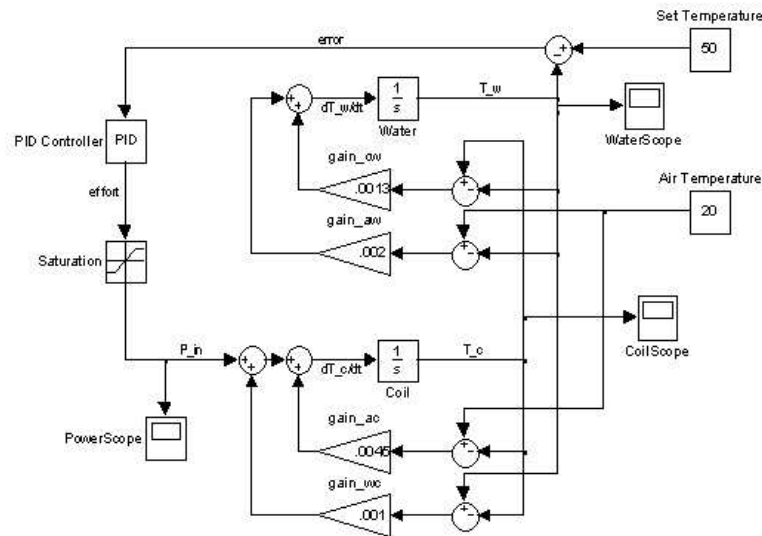 Set Temperature
error
50
T_w
dT_w/dt
1
s
Water
WaterScope
PID Controller
PID
gain_cw
.0013
Air Temperature
effort
gain_aw
20
.002
Saturation
P_in
T_c
dT_c/dt
1
s
Coil
CoilScope
gain_ac
PowerScope
.0045
gain_wc
.001